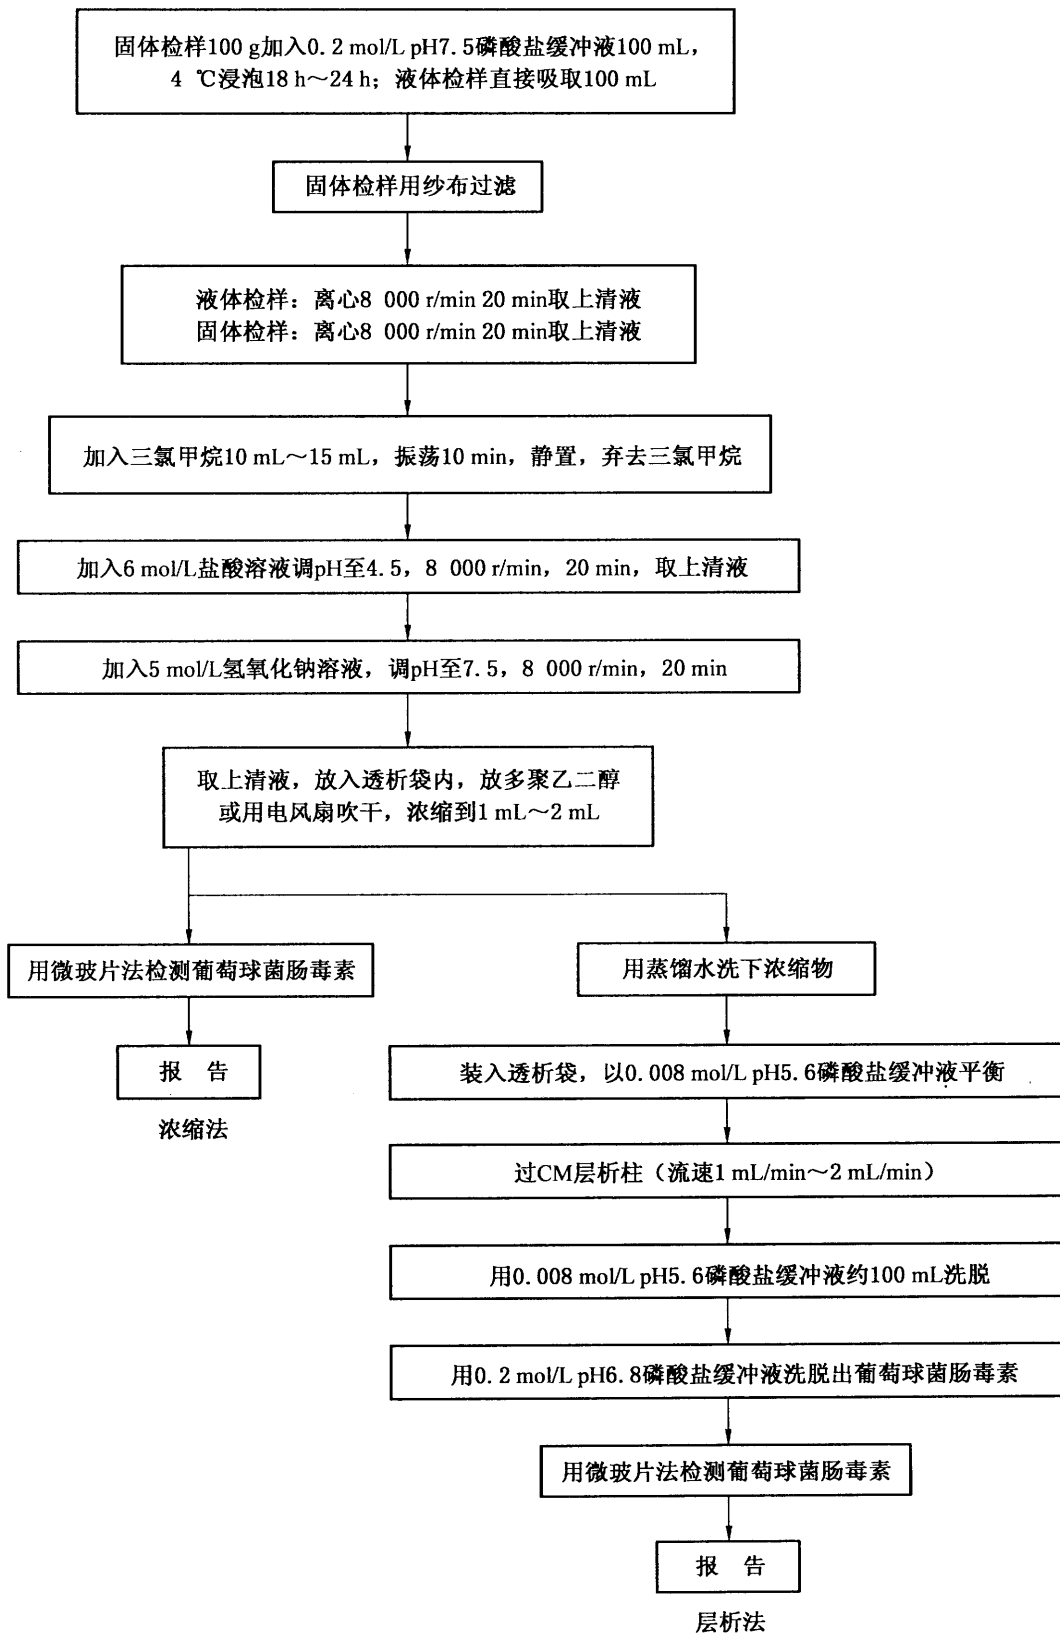 固体检样100 g加入0.2 mol/L pH7.5磷酸盐缓冲液100 mL，
4 ℃浸泡18 h～24 h；液体检样直接吸取100 mL
固体检样用纱布过滤
液体检样：离心8 000 r/min 20 min取上清液
固体检样：离心8 000 r/min 20 min取上清液
加入三氯甲烷10 mL～15 mL，振荡10 min，静置，弃去三氯甲烷
加入6 mol/L盐酸溶液调pH至4.5，8 000 r/min，20 min，取上清液
加入5 mol/L氢氧化钠溶液，调pH至7.5，8 000 r/min，20 min
取上清液，放入透析袋内，放多聚乙二醇
或用电风扇吹干，浓缩到1 mL～2 mL
用微玻片法检测葡萄球菌肠毒素
报 告
浓缩法
用蒸馏水洗下浓缩物
装入透析袋，以0.008 mol/L pH5.6磷酸盐缓冲液平衡
过CM层析柱（流速1 mL/min～2 mL/min）
用0.008 mol/L pH5.6磷酸盐缓冲液约100 mL洗脱
用0.2 mol/L pH6.8磷酸盐缓冲液洗脱出葡萄球菌肠毒素
用微玻片法检测葡萄球菌肠毒素
报 告
层析法